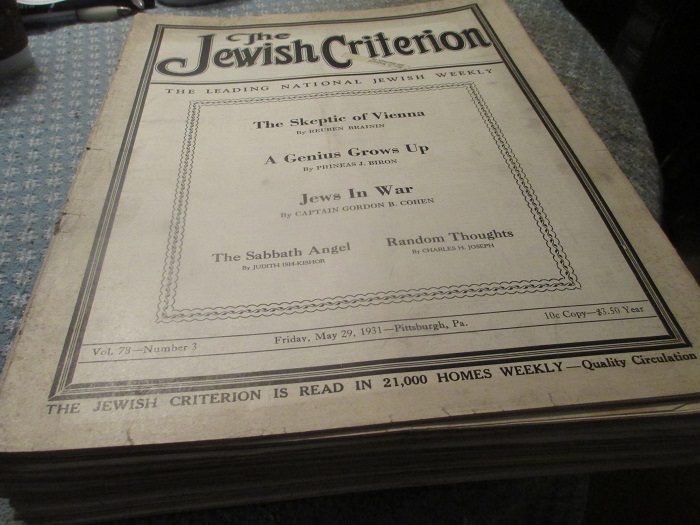 The
Jewish Criterion
THE LEADING NATIONAL JEWISH WEEKLY
The Skeptic of Vienna
By REUBEN BRAININ
A Genius Grows Up
By PHINEAS J. BIRON
Jews In War
By CAPTAIN GORDON B. COHEN
The Sabbath Angel
By JUDITH ISH-KISHOR
Random Thoughts
By CHARLES H. JOSEPH
Vol. 78—Number 3 Friday, May 29, 1931—Pittsburgh, Pa. 10c Copy—$3.50 Year
THE JEWISH CRITERION IS READ IN 21,000 HOMES WEEKLY—Quality Circulation